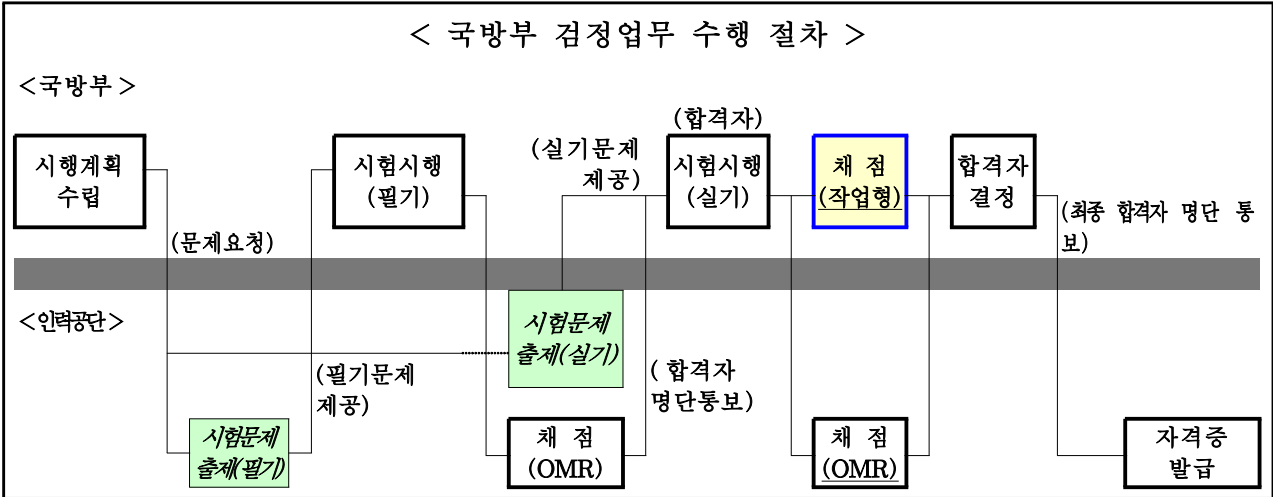 < 국방부 검정업무 수행 절차 >
<국방부>
시행계획
수립
(문제요청)
시험시행
(필기)
(실기문제
제공)
(합격자)
시험시행
(실기)
채 점
(작업형)
합격자
결정
(최종 합격자 명단 통
보)
<인력공단>
시험문제
출제(필기)
(필기문제
제공)
시험문제
출제(실기)
채 점
(OMR)
( 합격자
명단통보)
채 점
(OMR)
자격증
발급